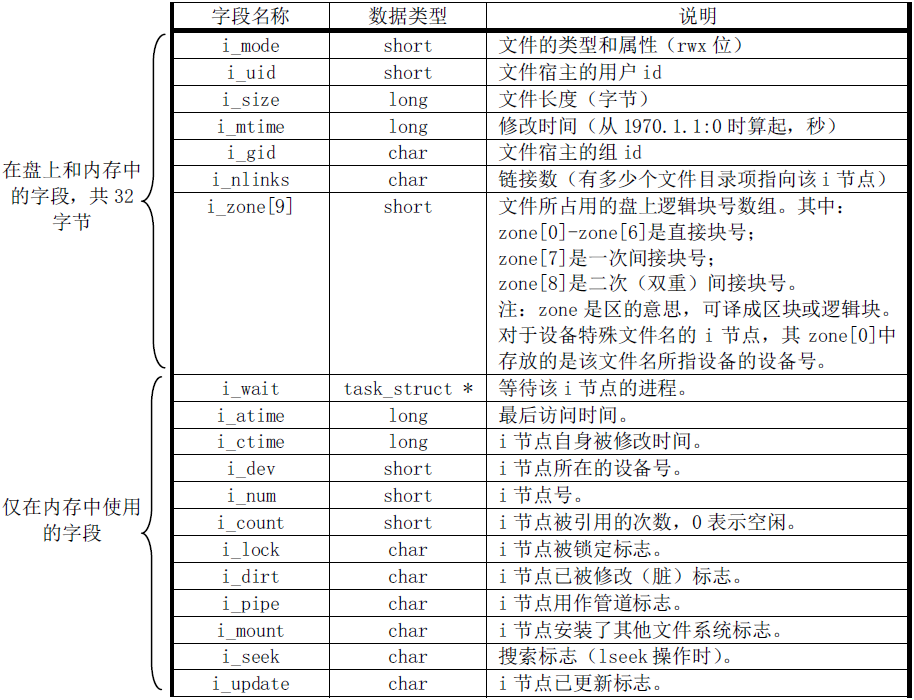 字段名称 数据类型 说明
i_mode short 文件的类型和属性（rwx 位）
i_uid short 文件宿主的用户 id
i_size long 文件长度（字节）
i_mtime long 修改时间（从 1970.1.1:0 时算起，秒）
i_gid char 文件宿主的组 id
i_nlinks char 链接数（有多少个文件目录项指向该 i 节点）
i_zone[9] short 文件所占用的盘上逻辑块号数组。其中：
zone[0]-zone[6]是直接块号；
zone[7]是一次间接块号；
zone[8]是二次（双重）间接块号。
注：zone 是区的意思，可译成区块或逻辑块。
对于设备特殊文件名的 i 节点，其 zone[0]中
存放的是该文件名所指设备的设备号。
在盘上和内存中
的字段，共 32
字节
i_wait task_struct * 等待该 i 节点的进程。
i_atime long 最后访问时间。
i_ctime long i 节点自身被修改时间。
i_dev short i 节点所在的设备号。
i_num short i 节点号。
i_count short i 节点被引用的次数，0 表示空闲。
i_lock char i 节点被锁定标志。
i_dirt char i 节点已被修改（脏）标志。
i_pipe char i 节点用作管道标志。
i_mount char i 节点安装了其他文件系统标志。
i_seek char 搜索标志（lseek 操作时）。
i_update char i 节点已更新标志。
仅在内存中使用
的字段